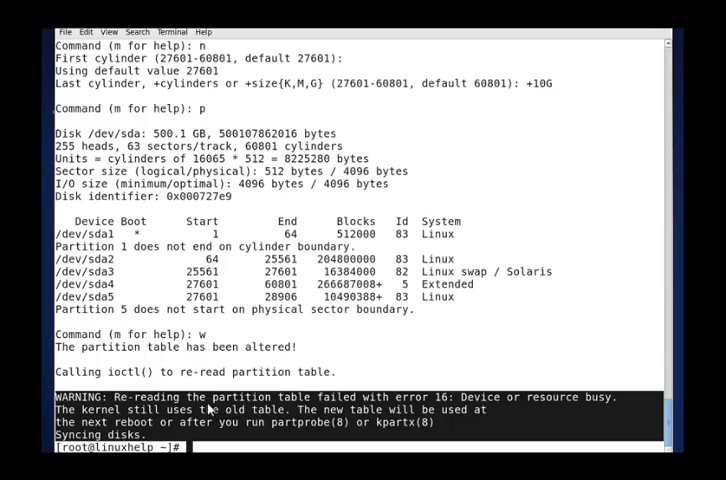 File Edit View Search Terminal Help
Command (m for help): n
First cylinder (27601-60801, default 27601):
Using default value 27601
Last cylinder, +cylinders or +size{K,M,G} (27601-60801, default 60801): +10G
Command (m for help): p
Disk /dev/sda: 500.1 GB, 500107862016 bytes
255 heads, 63 sectors/track, 60801 cylinders
Units = cylinders of 16065 * 512 = 8225280 bytes
Sector size (logical/physical): 512 bytes / 4096 bytes
I/O size (minimum/optimal): 4096 bytes / 4096 bytes
Disk identifier: 0x000727e9
Device Boot Start End Blocks Id System
/dev/sda1 * 1 64 512000 83 Linux
Partition 1 does not end on cylinder boundary.
/dev/sda2 64 25561 204800000 83 Linux
/dev/sda3 25561 27601 16384000 82 Linux swap / Solaris
/dev/sda4 27601 60801 266687008+ 5 Extended
/dev/sda5 27601 28906 10490388+ 83 Linux
Partition 5 does not start on physical sector boundary.
Command (m for help): w
The partition table has been altered!
Calling ioctl() to re-read partition table.
WARNING: Re-reading the partition table failed with error 16: Device or resource busy.
The kernel still uses the old table. The new table will be used at
the next reboot or after you run partprobe(8) or kpartx(8)
Syncing disks.
[root@linuxhelp ~]#